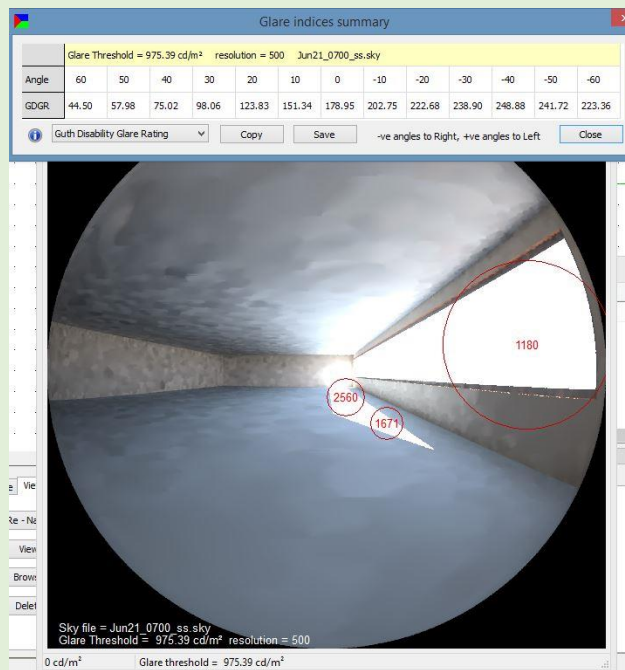 Glare indices summary
Glare Threshold = 975.39 cd/m² resolution = 500 Jun21_0700_ss.sky
Angle 60 50 40 30 20 10 0 -10 -20 -30 -40 -50 -60
GDGR 44.50 57.98 75.02 98.06 123.83 151.34 178.95 202.75 222.68 238.90 248.88 241.72 223.36
Guth Disability Glare Rating Copy Save -ve angles to Right, +ve angles to Left Close
1180
2560
1671
e Vie
Re - Na
View
Brows
Delet
Sky file = Jun21_0700_ss.sky
Glare Threshold = 975.39 cd/m² resolution = 500
0 cd/m² Glare threshold = 975.39 cd/m²